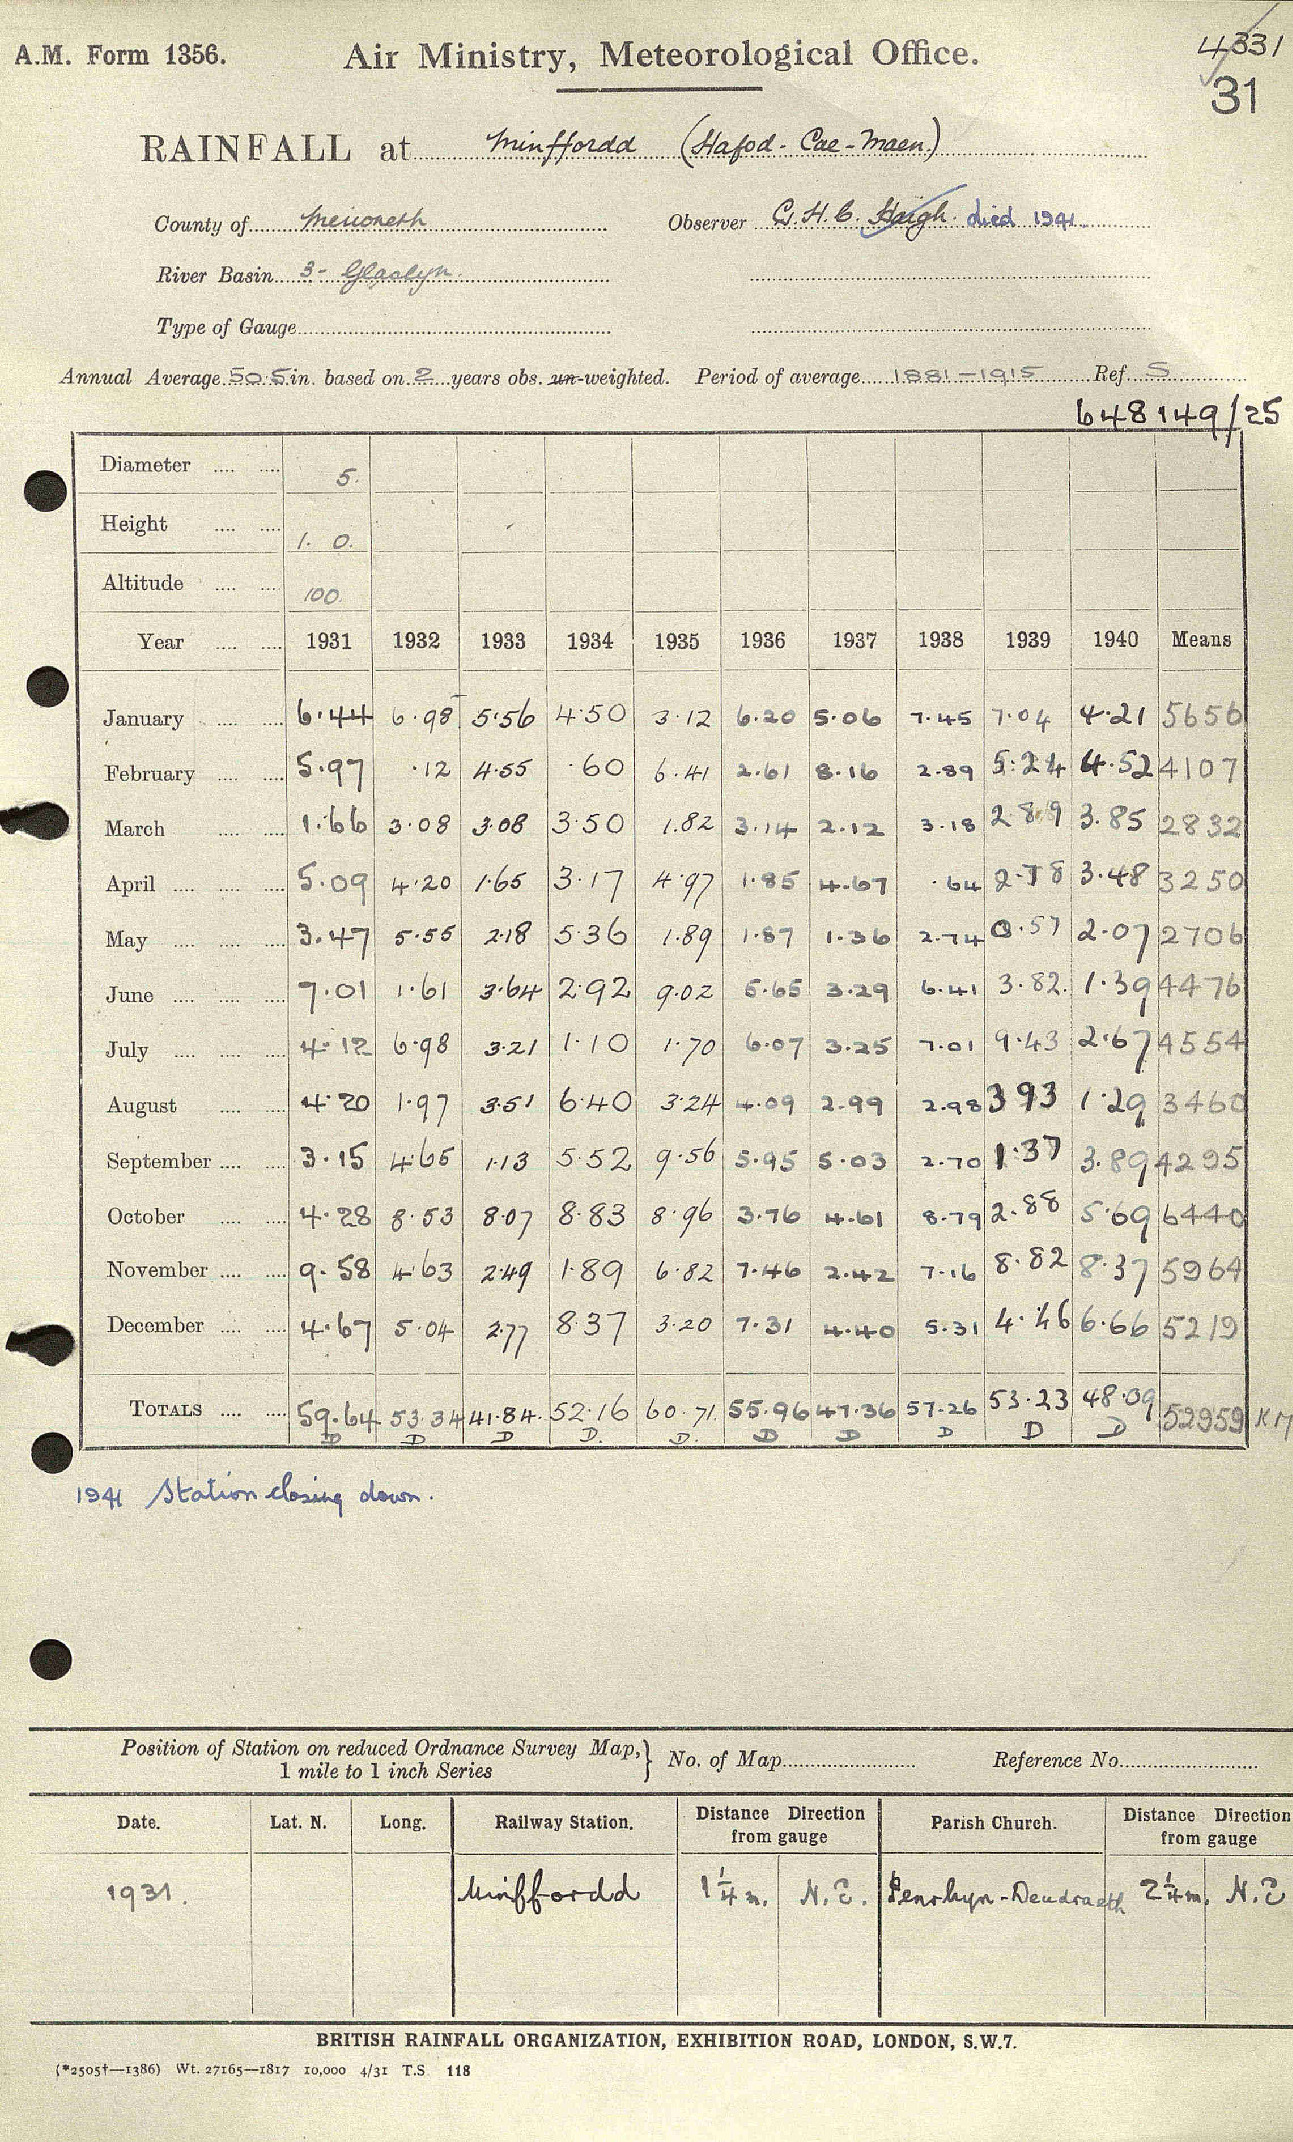 A.M. Form 1356. Air Ministry, Meteorological Office. 4331
31
RAINFALL at Minffordd (Hafod-Cae-Maen)
County of Merioneth Observer G.H.C. Haigh. died 1941
River Basin 3- Glaslyn.
Type of Gauge
Annual Average 50.5 in. based on 2 years obs. un-weighted. Period of average 1881-1915 Ref. S
648149/25
Diameter 5.
Height 1. 0.
Altitude 100.
Year 1931 1932 1933 1934 1935 1936 1937 1938 1939 1940 Means
January 6.44 6.98 5.56 4.50 3.12 6.20 5.06 7.45 7.04 4.21 5656
February 5.97 .12 4.55 .60 6.41 2.61 8.16 2.89 5.24 4.52 4107
March 1.66 3.08 3.08 3.50 1.82 3.14 2.12 3.18 2.89 3.85 2832
April 5.09 4.20 1.65 3.17 4.97 1.85 4.67 .64 2.78 3.48 3250
May 3.47 5.55 2.18 5.36 1.89 1.87 1.36 2.74 0.57 2.07 2706
June 7.01 1.61 3.64 2.92 9.02 5.65 3.29 6.41 3.82 1.39 4476
July 4.12 6.98 3.21 1.10 1.70 6.07 3.25 7.01 9.43 2.67 4554
August 4.20 1.97 3.51 6.40 3.24 4.09 2.99 2.98 3.93 1.29 3460
September 3.15 4.65 1.13 5.52 9.56 5.95 5.03 2.70 1.37 3.89 4295
October 4.28 8.53 8.07 8.83 8.96 3.76 4.61 8.79 2.88 5.69 6440
November 9.58 4.63 2.49 1.89 6.82 7.46 2.42 7.16 8.82 8.37 5964
December 4.67 5.04 2.77 8.37 3.20 7.31 4.40 5.31 4.46 6.66 5219
TOTALS 59.64 53.34 41.84 52.16 60.71 55.96 47.36 57.26 53.23 48.09 52959 KM
D D D D. D. D D D D D
1941 Station closing down.
Position of Station on reduced Ordnance Survey Map, } No. of Map Reference No.
1 mile to 1 inch Series
Date. Lat. N. Long. Railway Station. Distance Direction from gauge Parish Church. Distance Direction from gauge
1931. Minffordd 1¼ m. N.E. Penrhyn-Deudraeth 2¼ m. N.E
BRITISH RAINFALL ORGANIZATION, EXHIBITION ROAD, LONDON, S.W.7.
(*2505†—1386) Wt. 27165—1817 10,000 4/31 T.S. 118